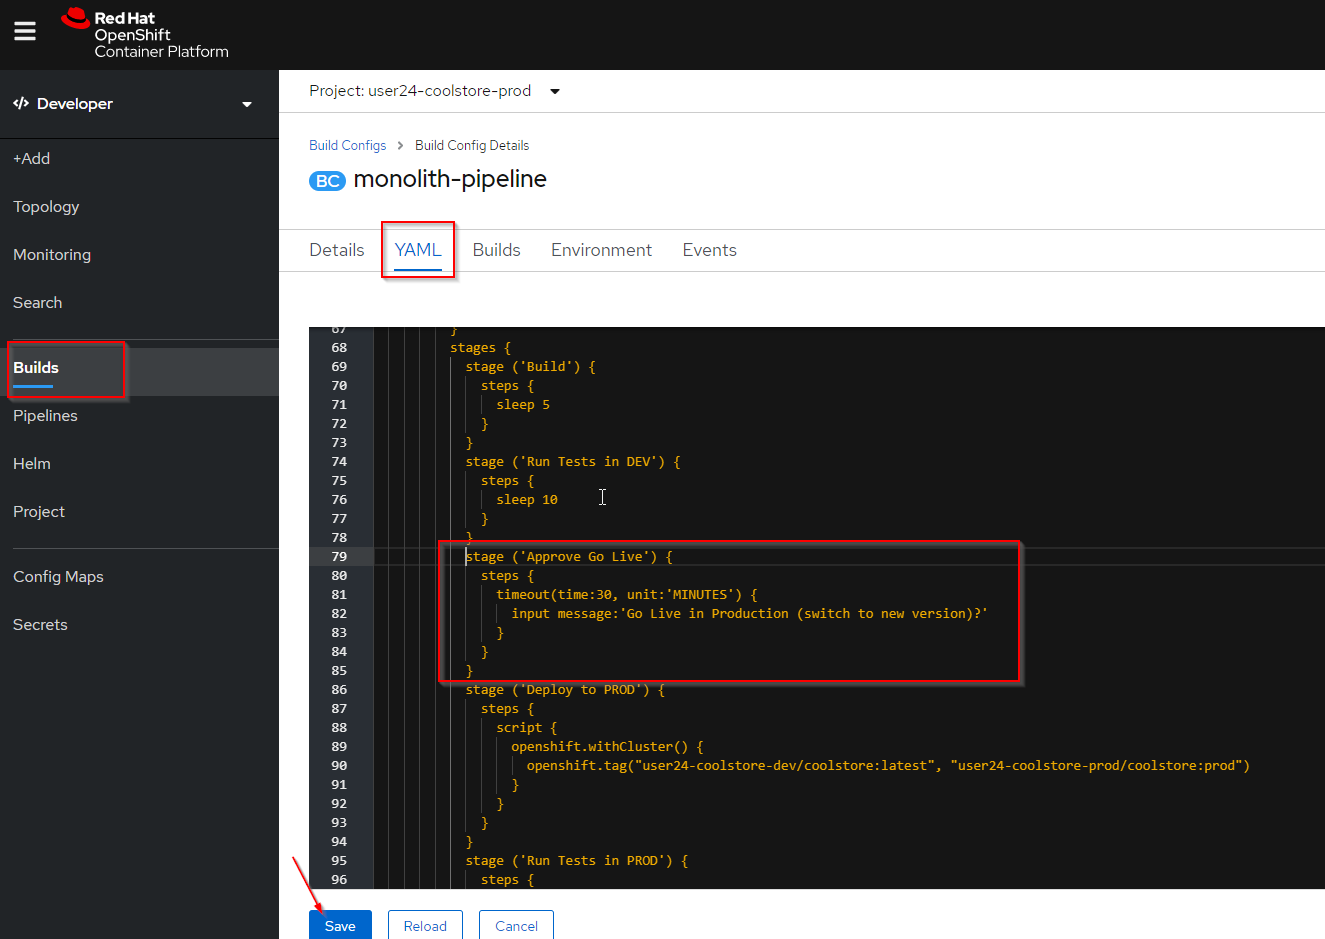 Red Hat
OpenShift
Container Platform
Developer
+Add
Topology
Monitoring
Search
Builds
Pipelines
Helm
Project
Config Maps
Secrets
Project: user24-coolstore-prod
Build Configs > Build Config Details
BC monolith-pipeline
Details YAML Builds Environment Events
67 }
68 stages {
69 stage ('Build') {
70 steps {
71 sleep 5
72 }
73 }
74 stage ('Run Tests in DEV') {
75 steps {
76 sleep 10
77 }
78 }
79 stage ('Approve Go Live') {
80 steps {
81 timeout(time:30, unit:'MINUTES') {
82 input message:'Go Live in Production (switch to new version)?'
83 }
84 }
85 }
86 stage ('Deploy to PROD') {
87 steps {
88 script {
89 openshift.withCluster() {
90 openshift.tag("user24-coolstore-dev/coolstore:latest", "user24-coolstore-prod/coolstore:prod")
91 }
92 }
93 }
94 }
95 stage ('Run Tests in PROD') {
96 steps {
Save Reload Cancel